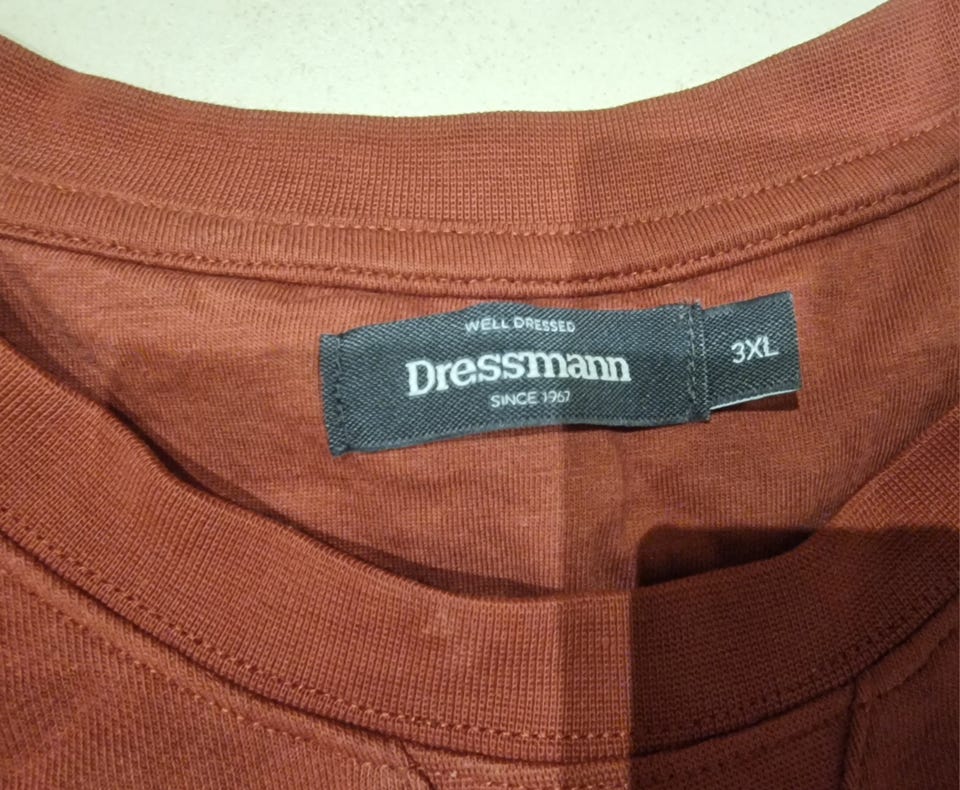 WELL DRESSED
Dressmann
SINCE 1967
3XL